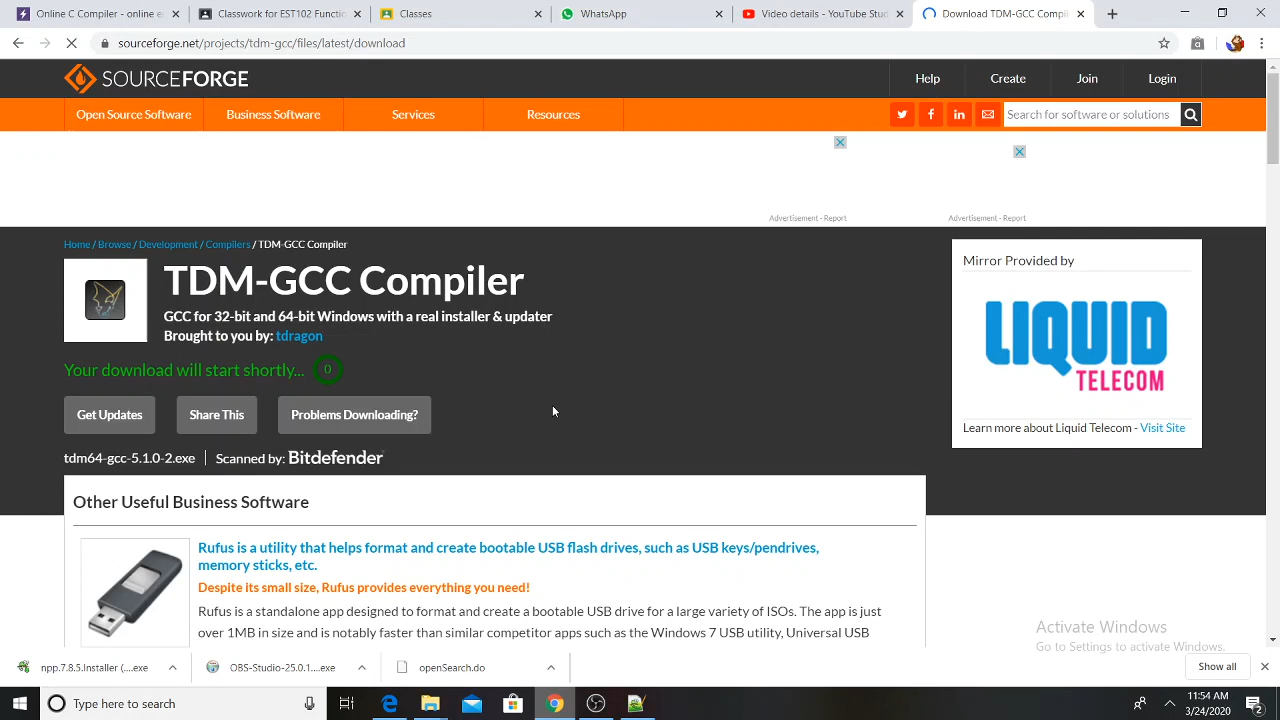 Online C Compiler - online e
Classwork for EST102 Function
Classes
WhatsApp
Video details - YouTube Stud
Download TDM-GCC Compil
sourceforge.net/projects/tdm-gcc/files/latest/download
SOURCEFORGE
Help
Create
Join
Login
Open Source Software
Business Software
Services
Resources
Search for software or solutions
Advertisement - Report
Advertisement - Report
Home / Browse / Development / Compilers / TDM-GCC Compiler
TDM-GCC Compiler
GCC for 32-bit and 64-bit Windows with a real installer & updater
Brought to you by: tdragon
Your download will start shortly... 0
Get Updates
Share This
Problems Downloading?
tdm64-gcc-5.1.0-2.exe
Scanned by: Bitdefender
Mirror Provided by
LIQUID
TELECOM
Learn more about Liquid Telecom - Visit Site
Other Useful Business Software
Rufus is a utility that helps format and create bootable USB flash drives, such as USB keys/pendrives,
memory sticks, etc.
Despite its small size, Rufus provides everything you need!
Rufus is a standalone app designed to format and create a bootable USB drive for a large variety of ISOs. The app is just
over 1MB in size and is notably faster than similar competitor apps such as the Windows 7 USB utility, Universal USB
Activate Windows
Go to Settings to activate Windows.
npp.7.8.5.Installer (....exe
OBS-Studio-25.0.1....exe
openSearch.do
Show all
Type here to search
11:54 AM
3/24/2020
2